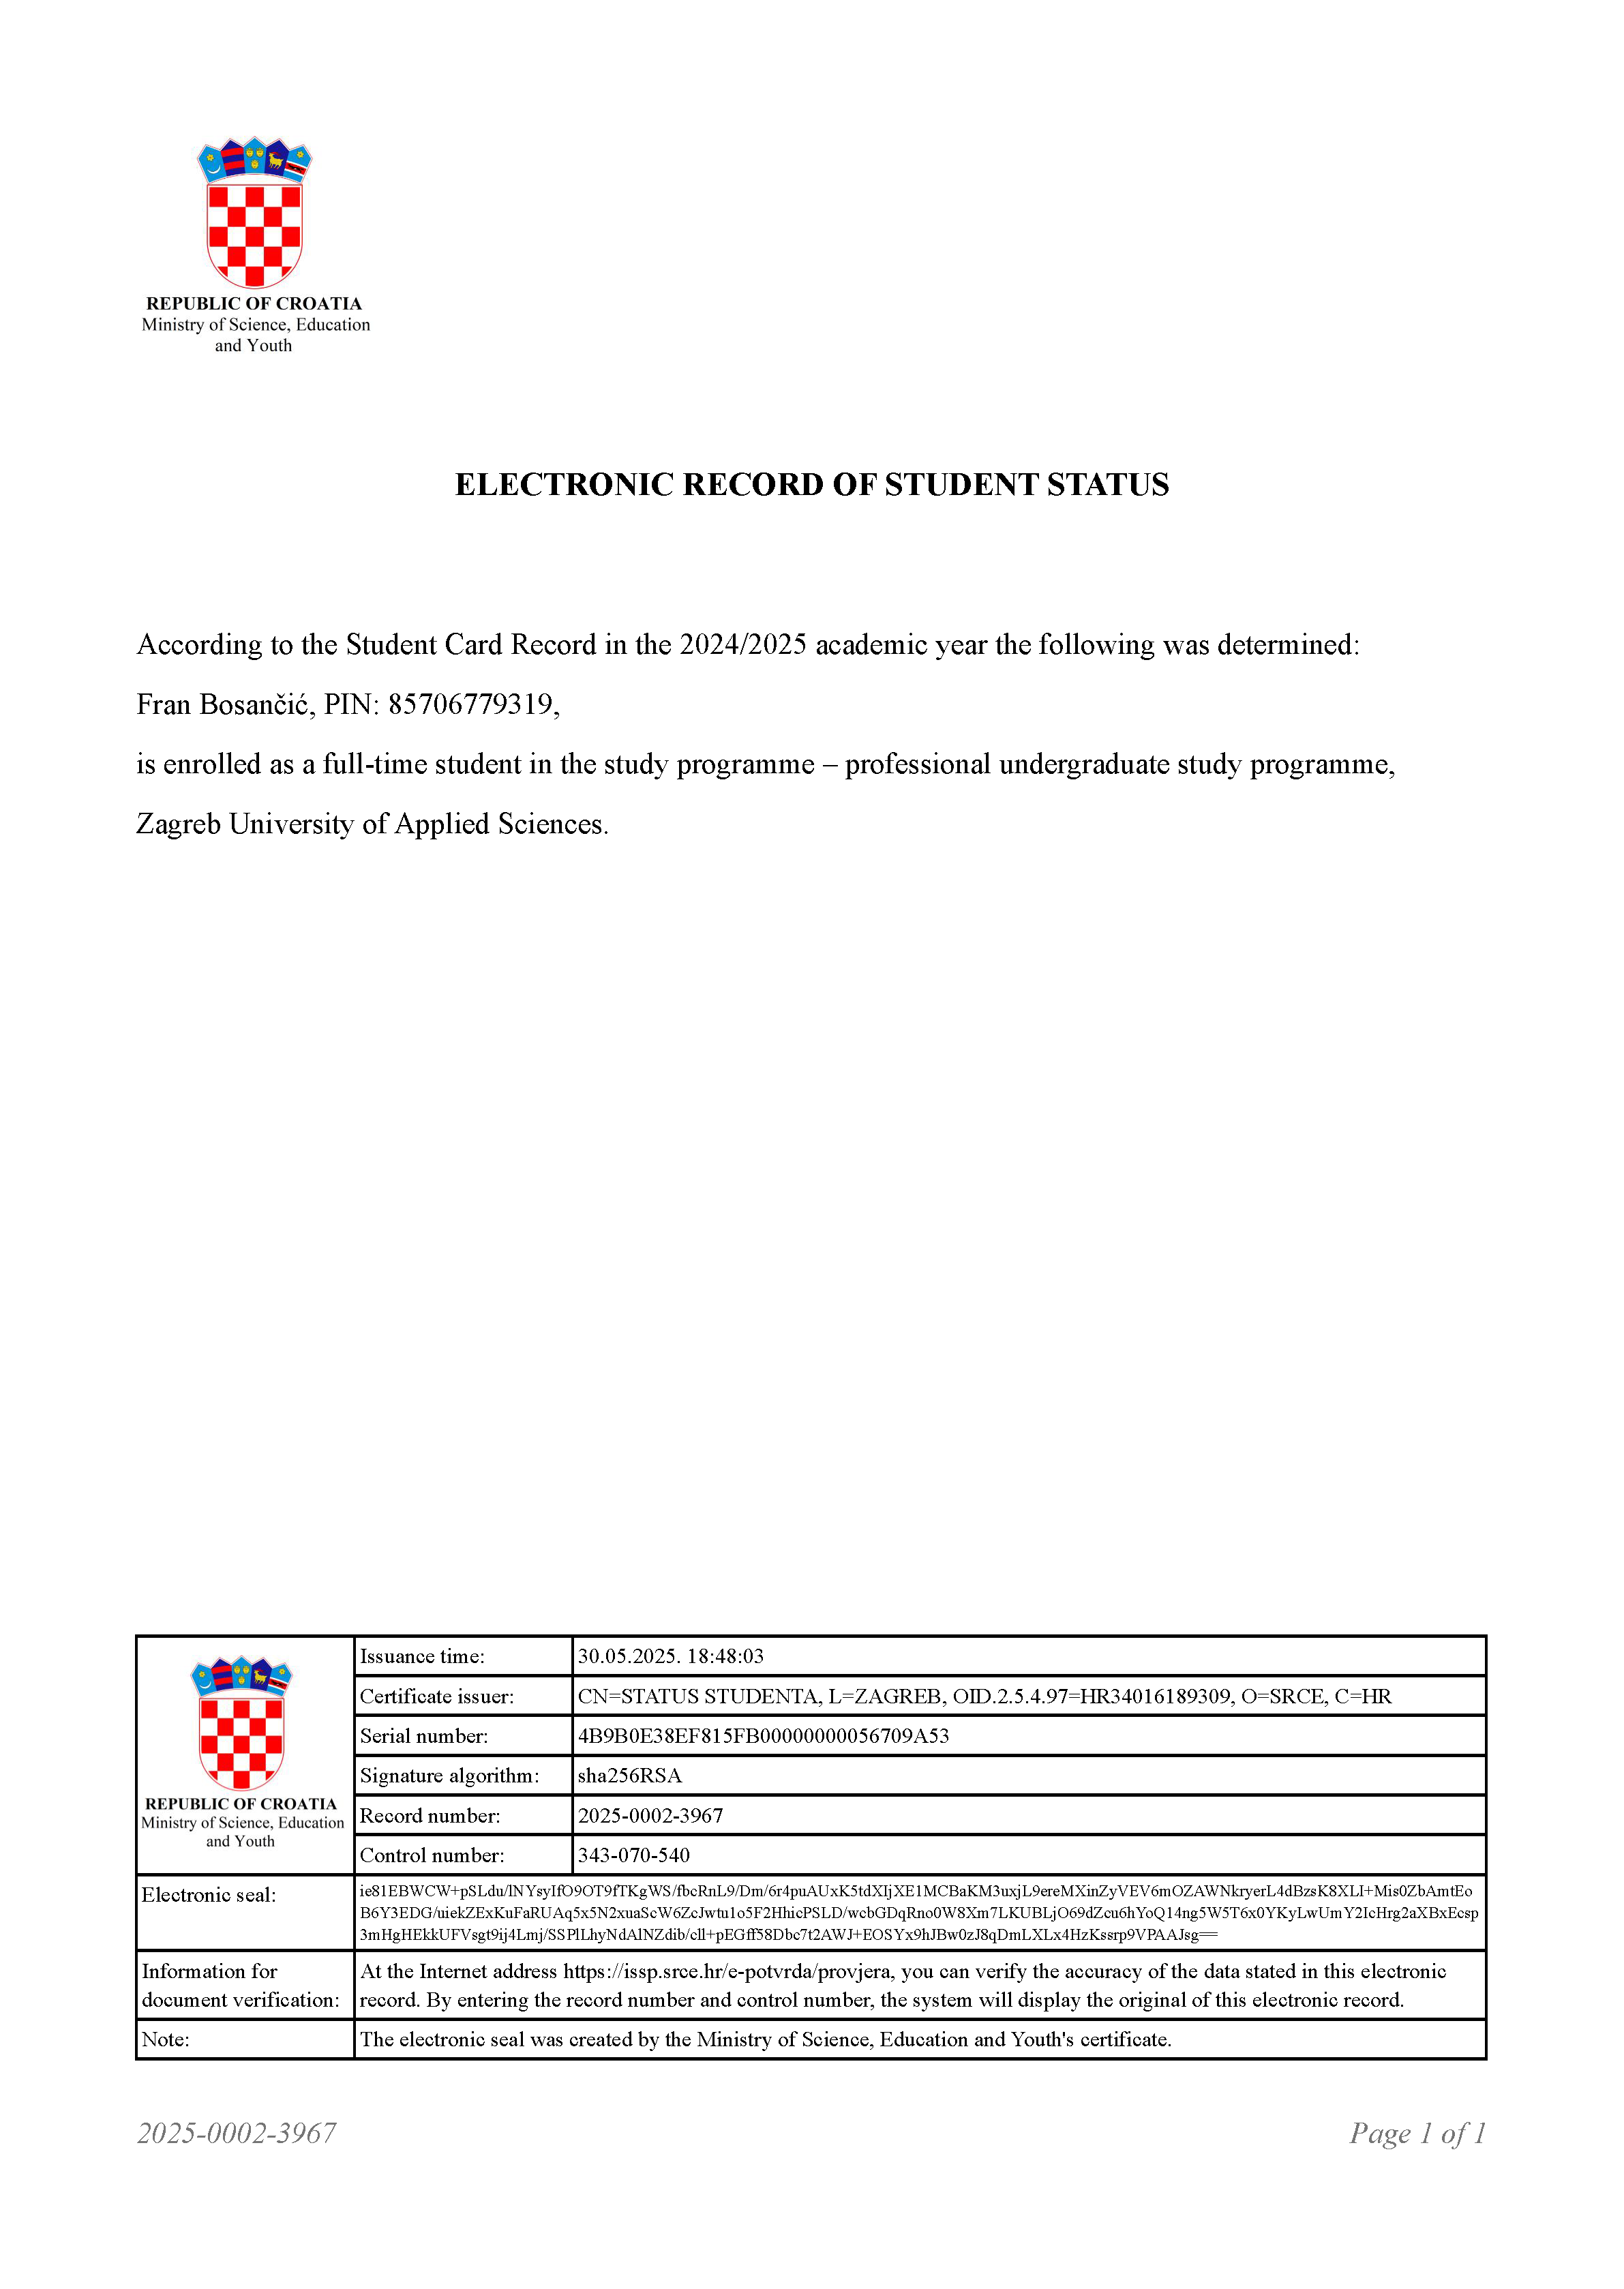 REPUBLIC OF CROATIA
Ministry of Science, Education
and Youth
ELECTRONIC RECORD OF STUDENT STATUS
According to the Student Card Record in the 2024/2025 academic year the following was determined:
Fran Bosančić, PIN: 85706779319,
is enrolled as a full-time student in the study programme – professional undergraduate study programme,
Zagreb University of Applied Sciences.
REPUBLIC OF CROATIA
Ministry of Science, Education
and Youth
Issuance time: 30.05.2025. 18:48:03
Certificate issuer: CN=STATUS STUDENTA, L=ZAGREB, OID.2.5.4.97=HR34016189309, O=SRCE, C=HR
Serial number: 4B9B0E38EF815FB00000000056709A53
Signature algorithm: sha256RSA
Record number: 2025-0002-3967
Control number: 343-070-540
Electronic seal: ie81EBWCW+pSLdu/lNYsyIfO9OT9fTKgWS/fbcRnL9/Dm/6r4puAUxK5tdXIjXE1MCBaKM3uxjL9ereMXinZyVEV6mOZAWNkryerL4dBzsK8XLI+Mis0ZbAmtEo
B6Y3EDG/uiekZExKuFaRUAq5x5N2xuaScW6ZcJwtu1o5F2HhicPSLD/wcbGDqRno0W8Xm7LKUBLjO69dZcu6hYoQ14ng5W5T6x0YKyLwUmY2IcHrg2aXBxEcsp
3mHgHEkkUFVsgt9ij4Lmj/SSPlLhyNdAlNZdib/cll+pEGff58Dbc7t2AWJ+EOSYx9hJBw0zJ8qDmLXLx4HzKssrp9VPAAJsg==
Information for
document verification:
At the Internet address https://issp.srce.hr/e-potvrda/provjera, you can verify the accuracy of the data stated in this electronic
record. By entering the record number and control number, the system will display the original of this electronic record.
Note: The electronic seal was created by the Ministry of Science, Education and Youth's certificate.
2025-0002-3967 Page 1 of 1